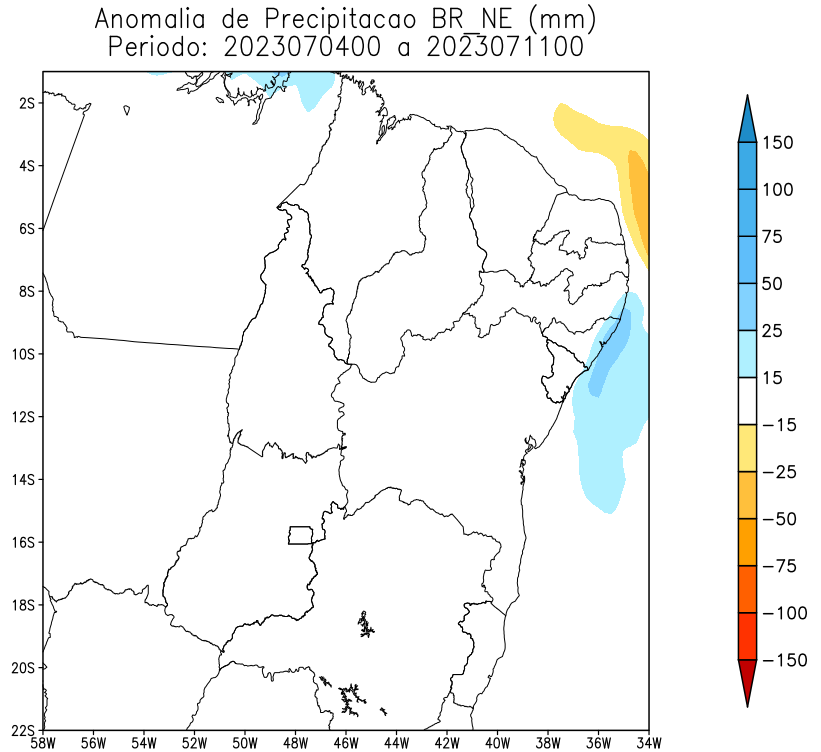 Anomalia de Precipitacao BR_NE (mm)
Periodo: 2023070400 a 2023071100
2S
4S
6S
8S
10S
12S
14S
16S
18S
20S
22S
58W 56W 54W 52W 50W 48W 46W 44W 42W 40W 38W 36W 34W
150
100
75
50
25
15
-15
-25
-50
-75
-100
-150